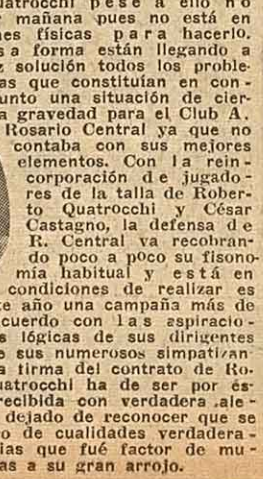 uatrocchi pese a ello no
mañana pues no está en
nes físicas para hacerlo.
a forma están llegando a
solución todos los proble-
as que constituían en con-
unto una situación de cier-
a gravedad para el Club A.
Rosario Central ya que no
contaba con sus mejores
elementos. Con la rein-
corporación de jugado-
res de la talla de Rober-
to Quatrocchi y César
Castagno, la defensa de
R. Central va recobran-
do poco a poco su fisono-
mía habitual y está en
condiciones de realizar es
te año una campaña más de
cuerdo con las aspiracio-
s lógicas de sus dirigentes
e sus numerosos simpatizan-
a firma del contrato de Ro-
uatrocchi ha de ser por és-
recibida con verdadera ale-
dejado de reconocer que se
o de cualidades verdadera-
ias que fué factor de mu-
as a su gran arrojo.